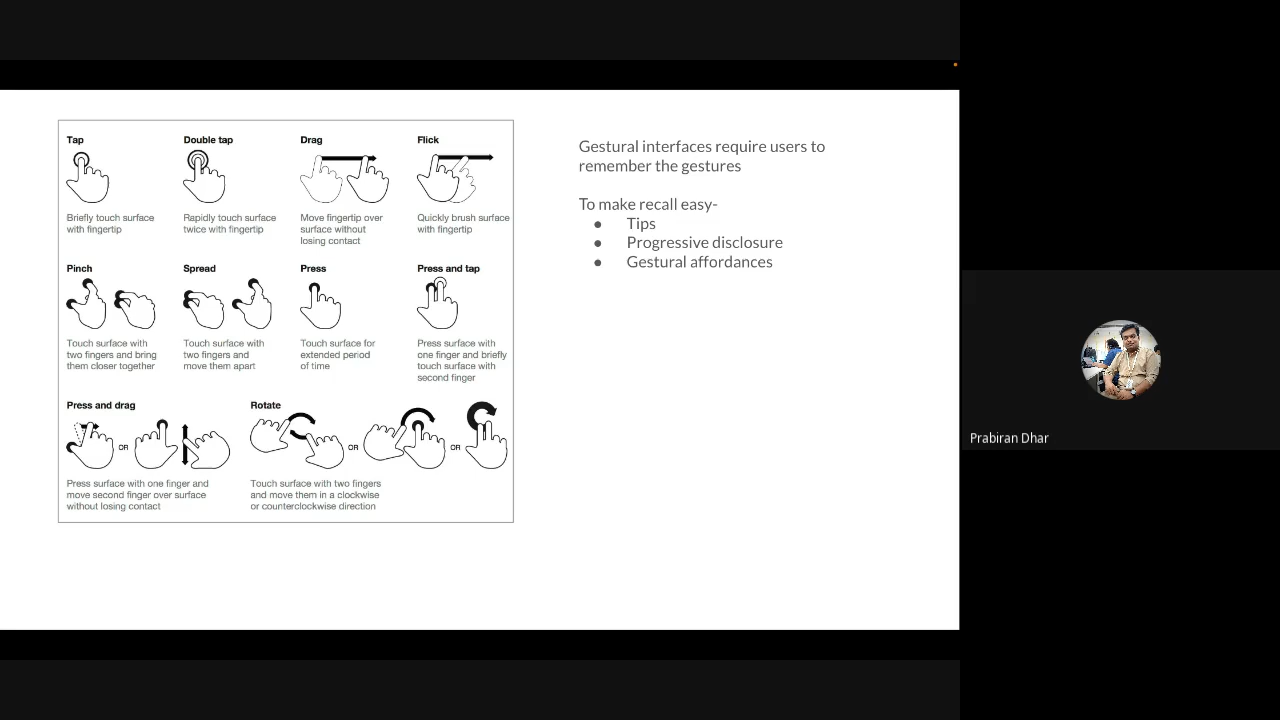 Tap
Briefly touch surface
with fingertip
Double tap
Rapidly touch surface
twice with fingertip
Drag
Move fingertip over
surface without
losing contact
Flick
Quickly brush surface
with fingertip
Pinch
Touch surface with
two fingers and bring
them closer together
Spread
Touch surface with
two fingers and
move them apart
Press
Touch surface for
extended period
of time
Press and tap
Press surface with
one finger and briefly
touch surface with
second finger
Press and drag
OR
Press surface with one finger and
move second finger over surface
without losing contact
Rotate
OR
OR
Touch surface with two fingers
and move them in a clockwise
or counterclockwise direction
Gestural interfaces require users to
remember the gestures
To make recall easy-
● Tips
● Progressive disclosure
● Gestural affordances
Prabiran Dhar